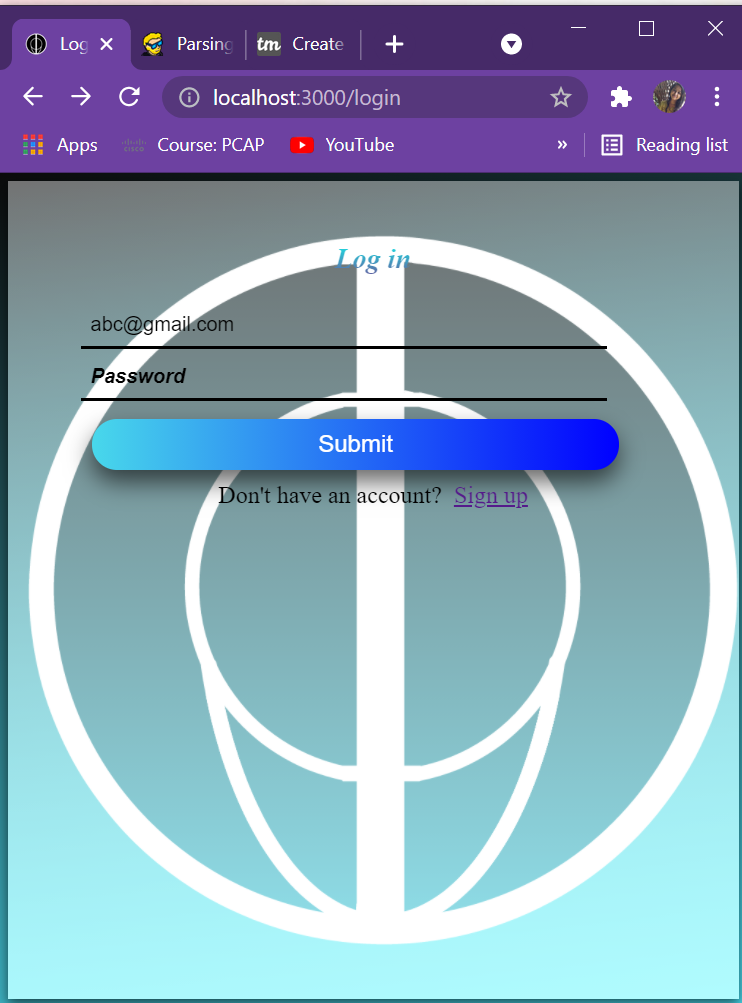 Log Parsing tm Create
localhost:3000/login
Apps cisco Course: PCAP YouTube » Reading list
Log in
abc@gmail.com
Password
Submit
Don't have an account? Sign up